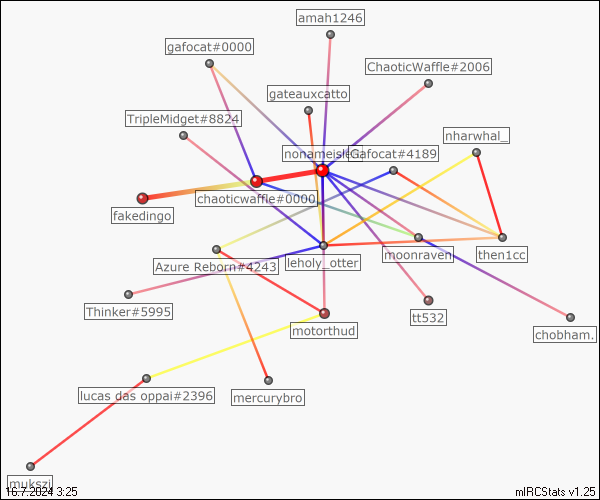 amah1246
gafocat#0000
ChaoticWaffle#2006
gateauxcatto
TripleMidget#8824
nharwhal_
Gafocat#4189
chaoticwaffle#0000
fakedingo
leholy_otter
moonraven
then1cc
Azure Reborn#4243
Thinker#5995
tt532
motorthud
chobham.
lucas das oppai#2396
mercurybro
mukszi
16.7.2024 3:25
mIRCStats v1.25